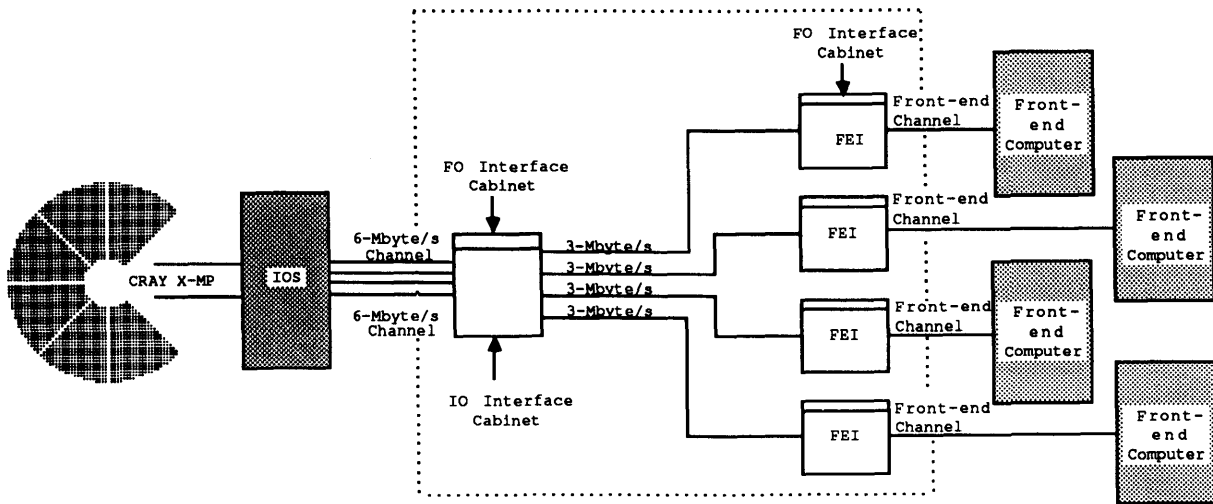 FO Interface
Cabinet
Front-end
Channel
Front-
end
Computer
FEI
FO Interface
Cabinet
Front-end
Channel
Front-
end
Computer
FEI
6-Mbyte/s
Channel
3-Mbyte/s
3-Mbyte/s
CRAY X-MP
IOS
3-Mbyte/s
3-Mbyte/s
6-Mbyte/s
Channel
Front-end
Channel
Front-
end
Computer
FEI
IO Interface
Cabinet
Front-end
Channel
Front-
end
Computer
FEI